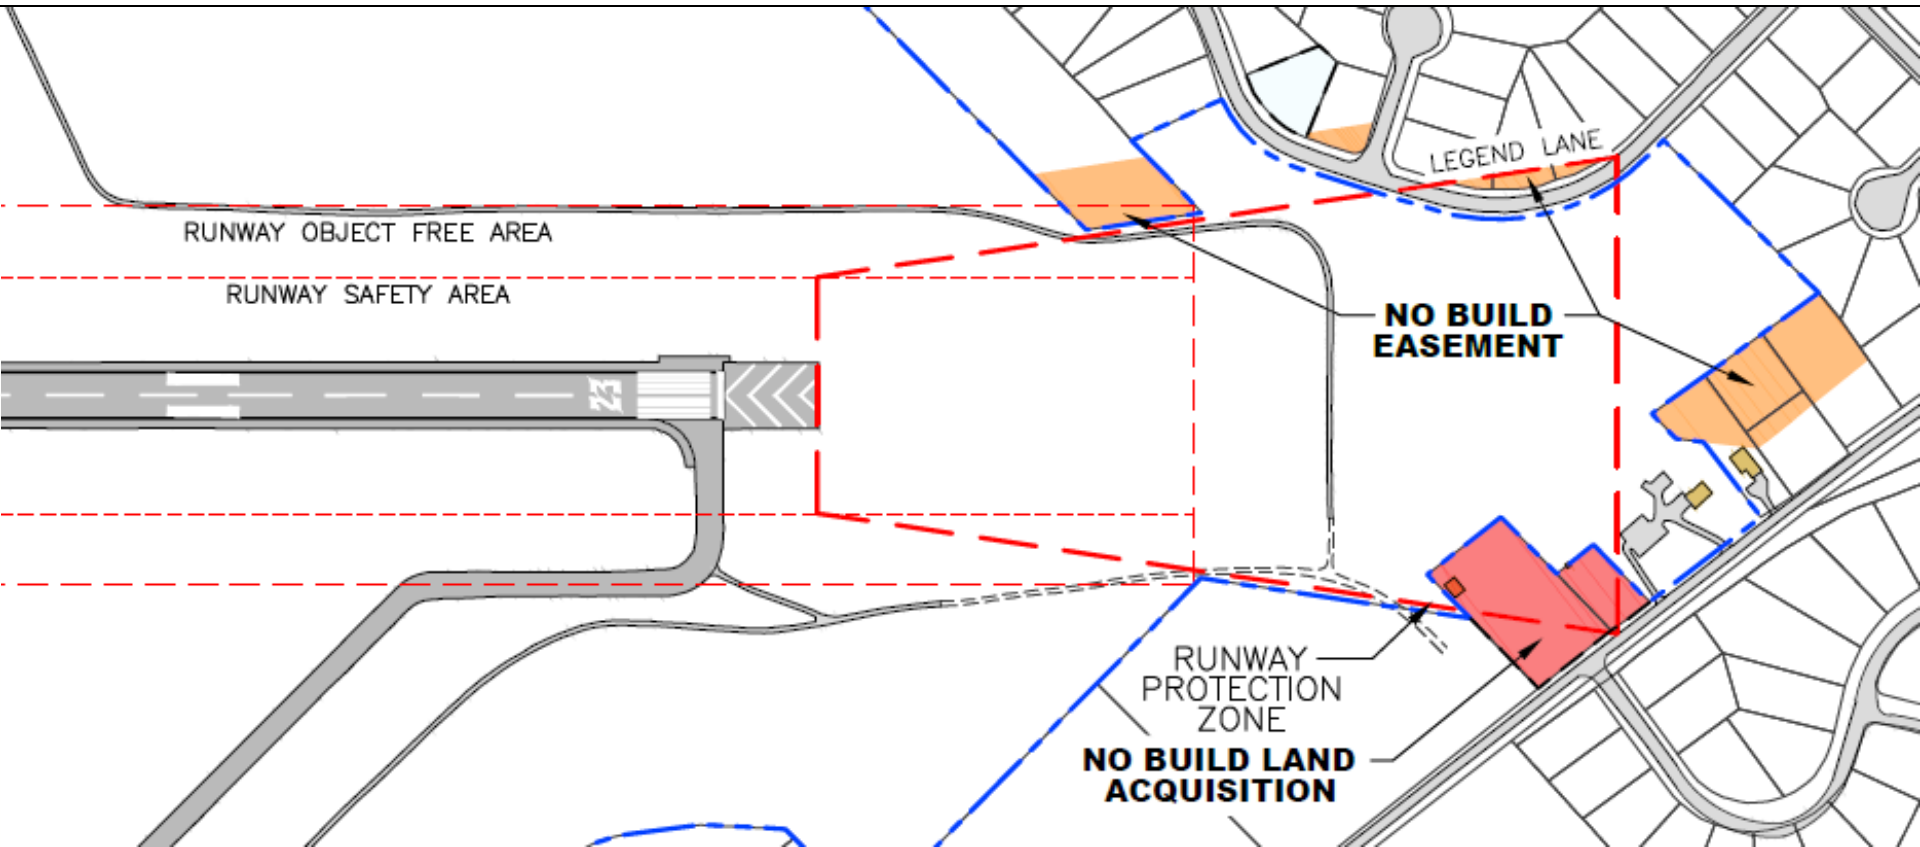 LEGEND LANE
RUNWAY OBJECT FREE AREA
RUNWAY SAFETY AREA
NO BUILD
EASEMENT
23
RUNWAY
PROTECTION
ZONE
NO BUILD LAND
ACQUISITION